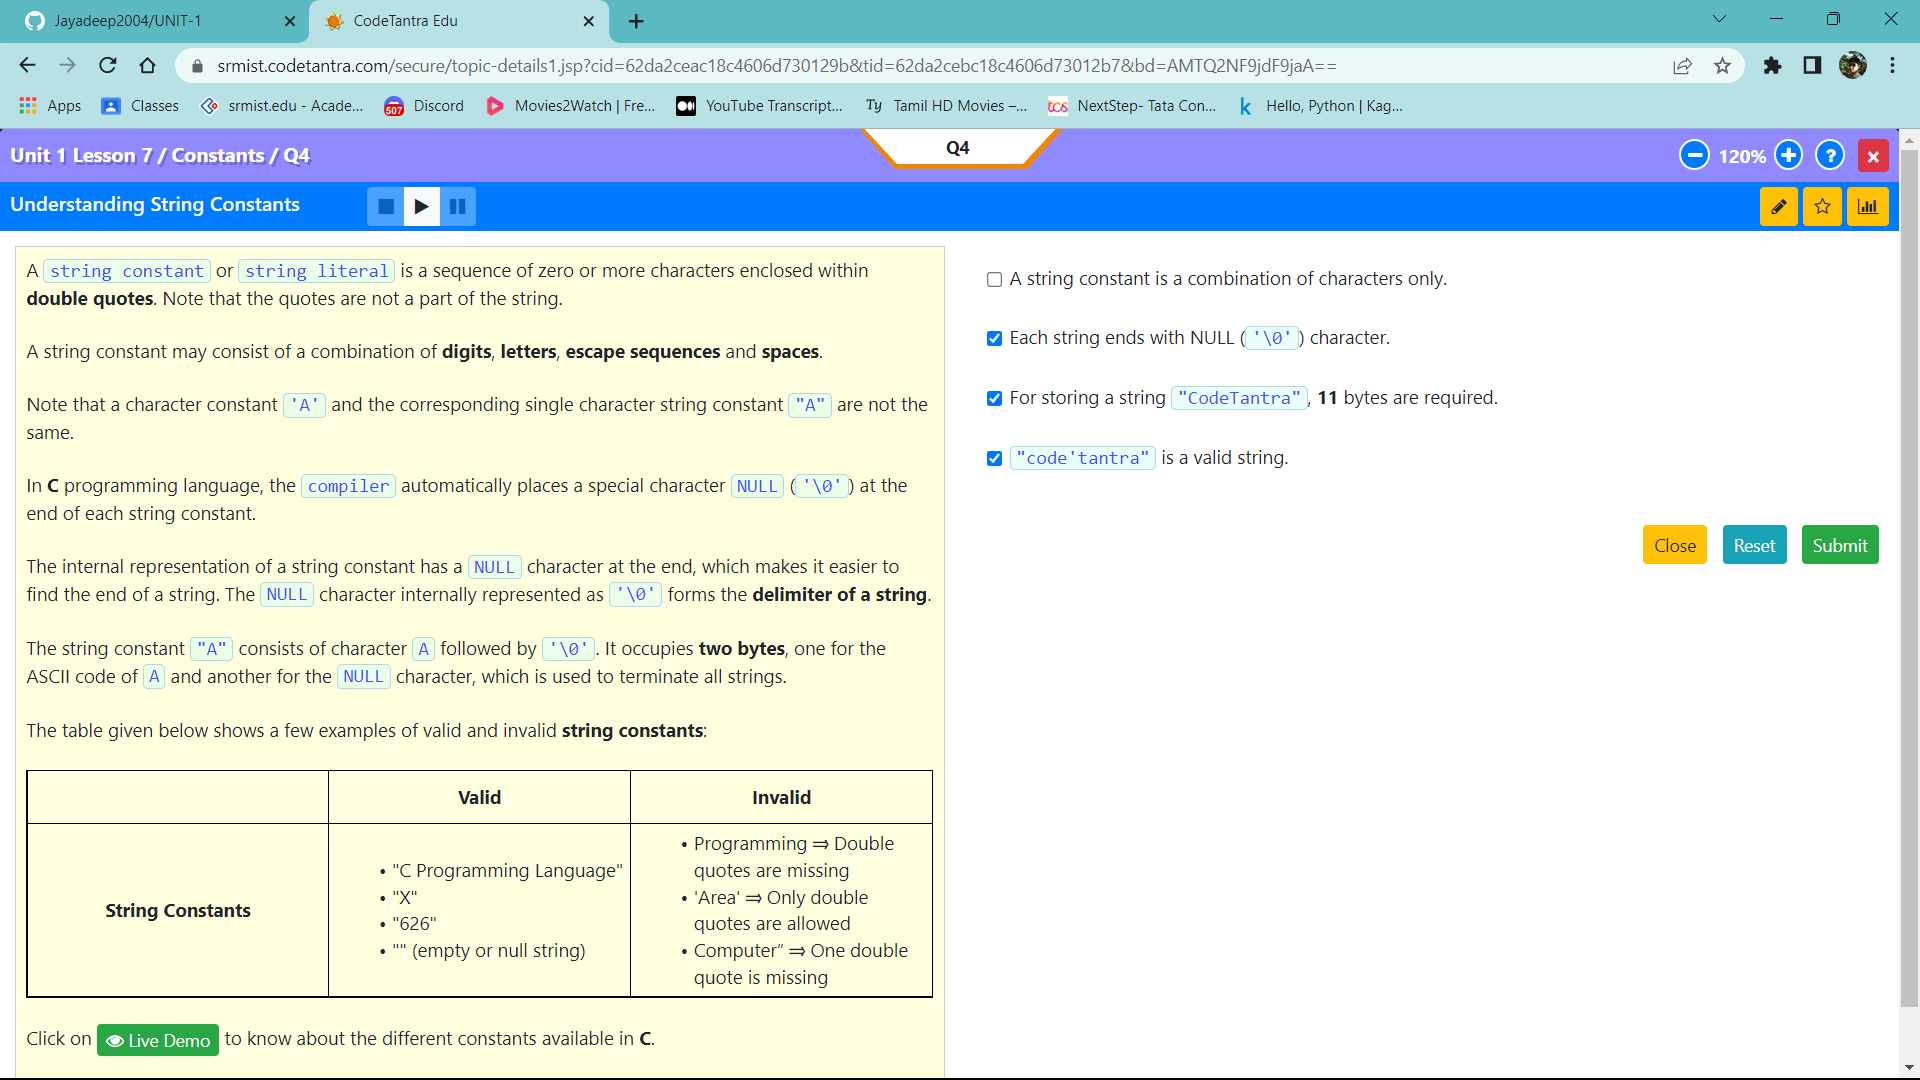 Jayadeep2004/UNIT-1
CodeTantra Edu
srmist.codetantra.com/secure/topic-details1.jsp?cid=62da2ceac18c4606d730129b&tid=62da2cebc18c4606d73012b7&bd=AMTQ2NF9jdF9jaA==
Apps Classes srmist.edu - Acade... 507 Discord Movies2Watch | Fre... YouTube Transcript... Ty Tamil HD Movies –... tcs NextStep- Tata Con... k Hello, Python | Kag...
Unit 1 Lesson 7 / Constants / Q4
Q4
120%
?
Understanding String Constants
A string constant or string literal is a sequence of zero or more characters enclosed within
double quotes. Note that the quotes are not a part of the string.
A string constant may consist of a combination of digits, letters, escape sequences and spaces.
Note that a character constant 'A' and the corresponding single character string constant "A" are not the
same.
In C programming language, the compiler automatically places a special character NULL ('\0') at the
end of each string constant.
The internal representation of a string constant has a NULL character at the end, which makes it easier to
find the end of a string. The NULL character internally represented as '\0' forms the delimiter of a string.
The string constant "A" consists of character A followed by '\0'. It occupies two bytes, one for the
ASCII code of A and another for the NULL character, which is used to terminate all strings.
The table given below shows a few examples of valid and invalid string constants:
Valid
Invalid
String Constants
• "C Programming Language"
• "X"
• "626"
• "" (empty or null string)
• Programming ⇒ Double
quotes are missing
• 'Area' ⇒ Only double
quotes are allowed
• Computer” ⇒ One double
quote is missing
Click on Live Demo to know about the different constants available in C.
A string constant is a combination of characters only.
Each string ends with NULL ('\0') character.
For storing a string "CodeTantra", 11 bytes are required.
"code'tantra" is a valid string.
Close Reset Submit